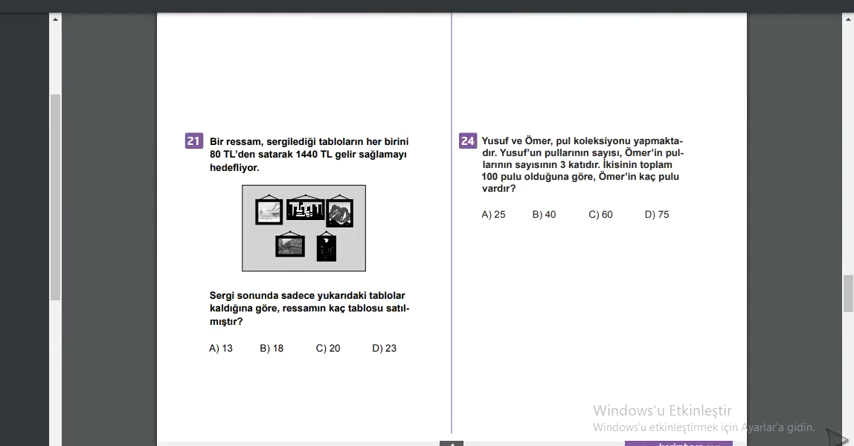 21 Bir ressam, sergilediği tabloların her birini
80 TL'den satarak 1440 TL gelir sağlamayı
hedefliyor.
Sergi sonunda sadece yukarıdaki tablolar
kaldığına göre, ressamın kaç tablosu satıl-
mıştır?
A) 13 B) 18 C) 20 D) 23
24 Yusuf ve Ömer, pul koleksiyonu yapmakta-
dır. Yusuf'un pullarının sayısı, Ömer'in pul-
larının sayısının 3 katıdır. İkisinin toplam
100 pulu olduğuna göre, Ömer'in kaç pulu
vardır?
A) 25 B) 40 C) 60 D) 75
Windows'u Etkinleştir
Windows'u etkinleştirmek için Ayarlar'a gidin.